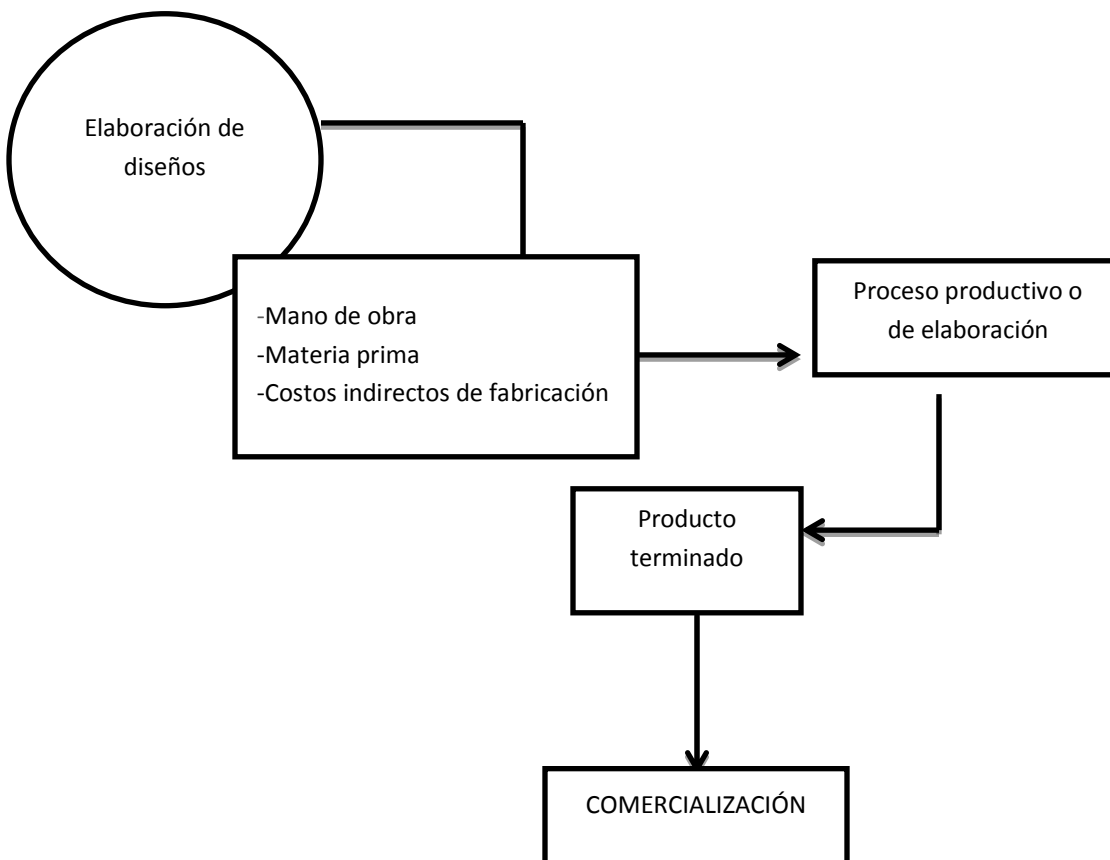 Elaboración de
diseños
-Mano de obra
-Materia prima
-Costos indirectos de fabricación
Proceso productivo o
de elaboración
Producto
terminado
COMERCIALIZACIÓN